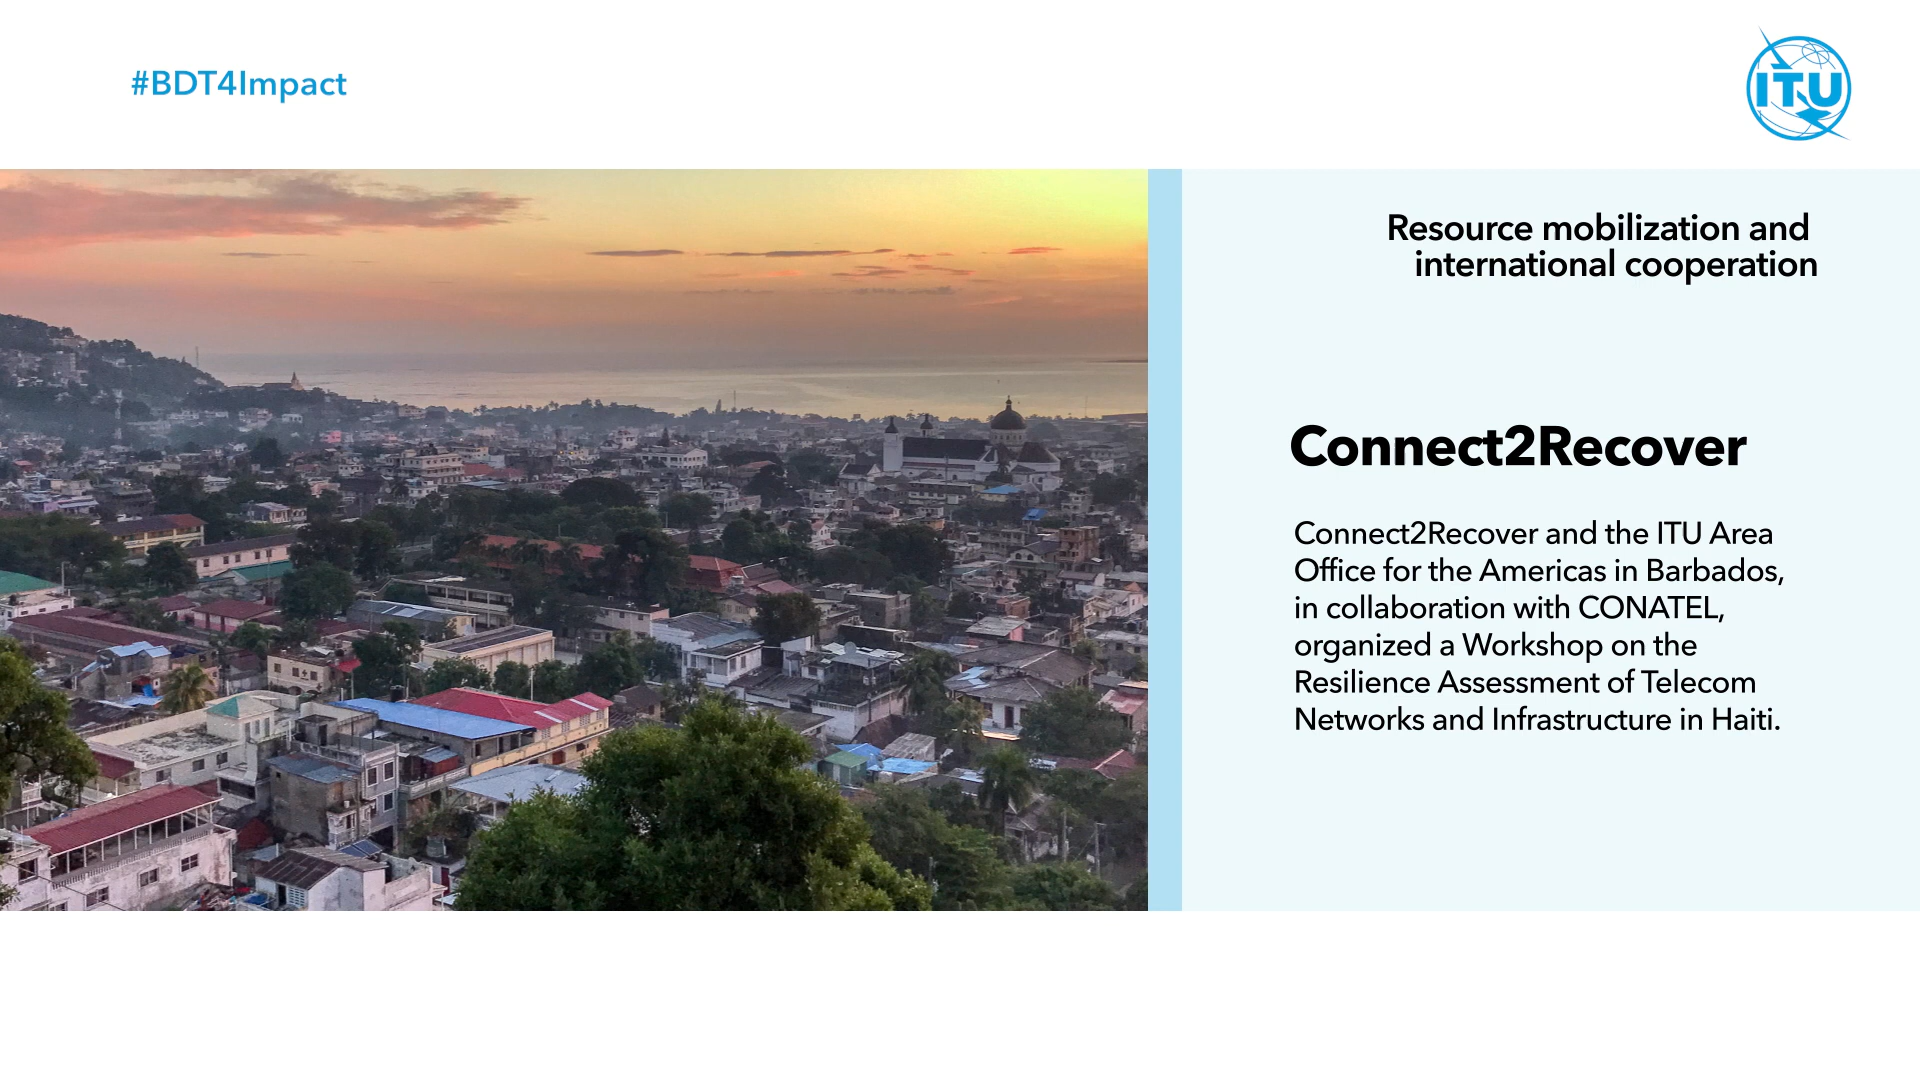 #BDT4Impact
ITU
Resource mobilization and
international cooperation
Connect2Recover
Connect2Recover and the ITU Area
Office for the Americas in Barbados,
in collaboration with CONATEL,
organized a Workshop on the
Resilience Assessment of Telecom
Networks and Infrastructure in Haiti.